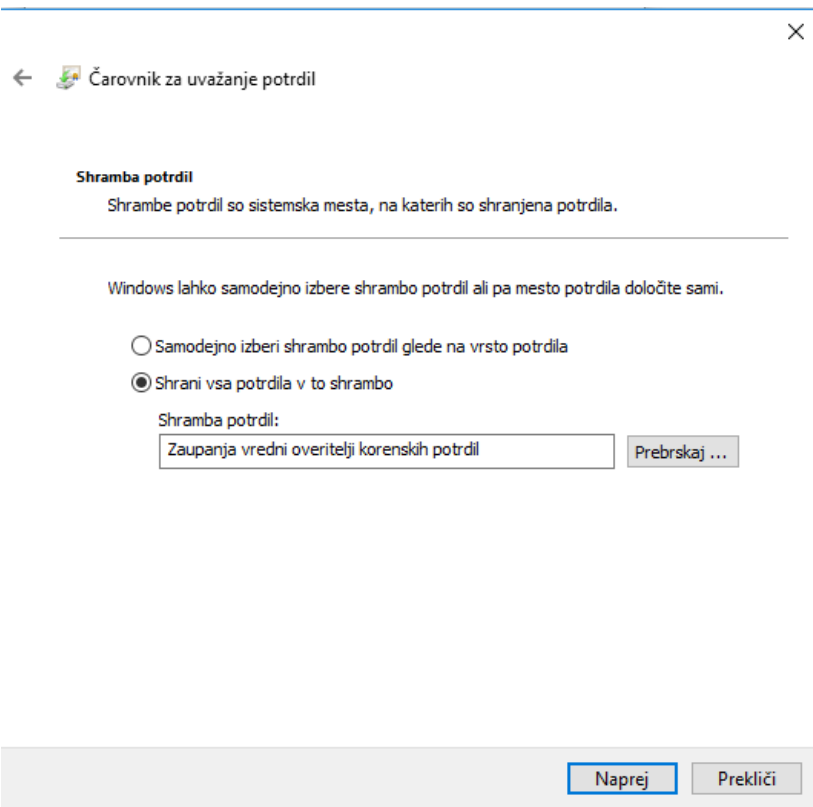 Čarovnik za uvažanje potrdil
Shramba potrdil
Shrambe potrdil so sistemska mesta, na katerih so shranjena potrdila.
Windows lahko samodejno izbere shrambo potrdil ali pa mesto potrdila določite sami.
Samodejno izberi shrambo potrdil glede na vrsto potrdila
Shrani vsa potrdila v to shrambo
Shramba potrdil:
Zaupanja vredni overitelji korenskih potrdil
Prebrskaj ...
Naprej
Prekliči